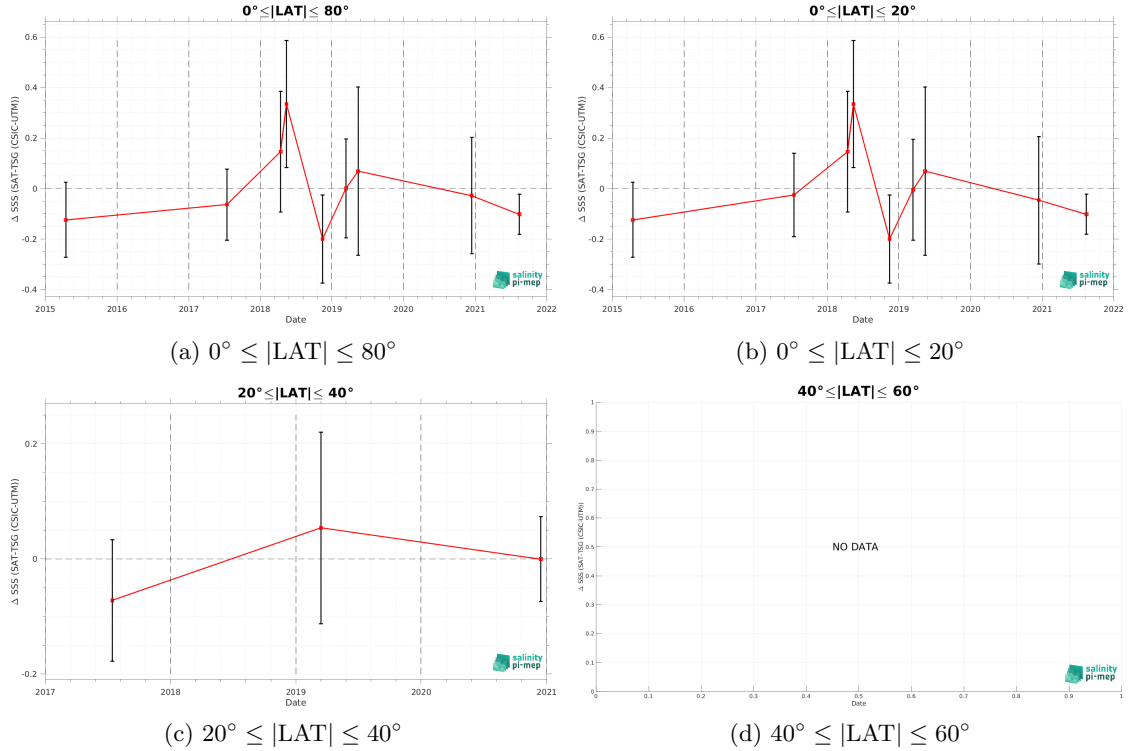 0°≤|LAT|≤ 80°
Δ SSS (SAT-TSG (CSIC-UTM))
0.6
0.4
0.2
0
-0.2
-0.4
2015 2016 2017 2018 2019 2020 2021 2022
Date
salinity
pi-mep
(a) 0° ≤ |LAT| ≤ 80°
0°≤|LAT|≤ 20°
Δ SSS (SAT-TSG (CSIC-UTM))
0.6
0.4
0.2
0
-0.2
-0.4
2015 2016 2017 2018 2019 2020 2021 2022
Date
salinity
pi-mep
(b) 0° ≤ |LAT| ≤ 20°
20°≤|LAT|≤ 40°
Δ SSS (SAT-TSG (CSIC-UTM))
0.2
0
-0.2
2017 2018 2019 2020 2021
Date
salinity
pi-mep
(c) 20° ≤ |LAT| ≤ 40°
40°≤|LAT|≤ 60°
Δ SSS (SAT-TSG (CSIC-UTM))
1
0.9
0.8
0.7
0.6
0.5
0.4
0.3
0.2
0.1
0
NO DATA
0 0.1 0.2 0.3 0.4 0.5 0.6 0.7 0.8 0.9 1
Date
salinity
pi-mep
(d) 40° ≤ |LAT| ≤ 60°